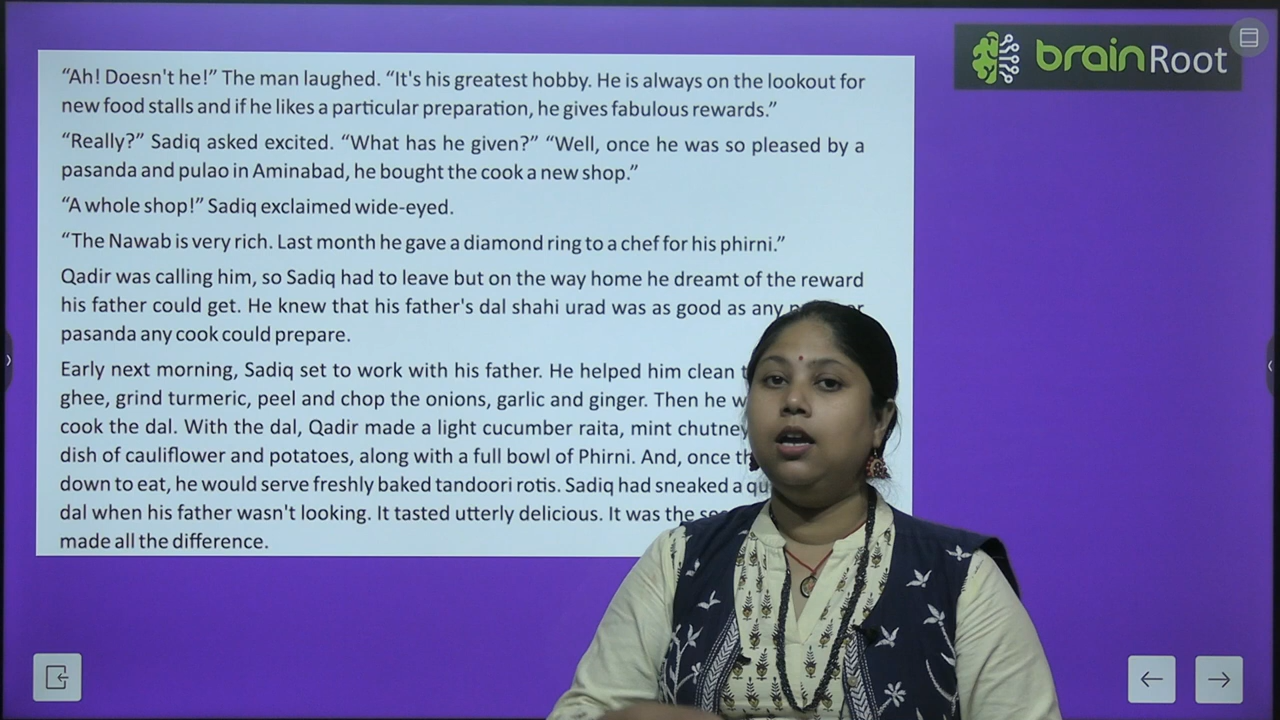 brainRoot
“Ah! Doesn't he!” The man laughed. “It's his greatest hobby. He is always on the lookout for
new food stalls and if he likes a particular preparation, he gives fabulous rewards.”
“Really?” Sadiq asked excited. “What has he given?” “Well, once he was so pleased by a
pasanda and pulao in Aminabad, he bought the cook a new shop.”
“A whole shop!” Sadiq exclaimed wide-eyed.
“The Nawab is very rich. Last month he gave a diamond ring to a chef for his phirni.”
Qadir was calling him, so Sadiq had to leave but on the way home he dreamt of the reward
his father could get. He knew that his father's dal shahi urad was as good as any
pasanda any cook could prepare.
Early next morning, Sadiq set to work with his father. He helped him clean
ghee, grind turmeric, peel and chop the onions, garlic and ginger. Then he
cook the dal. With the dal, Qadir made a light cucumber raita, mint chutney
dish of cauliflower and potatoes, along with a full bowl of Phirni. And, once
down to eat, he would serve freshly baked tandoori rotis. Sadiq had sneaked a
dal when his father wasn't looking. It tasted utterly delicious. It was the
made all the difference.